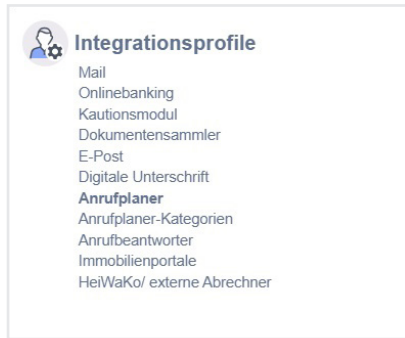 Integrationsprofile
Mail
Onlinebanking
Kautionsmodul
Dokumentensammler
E-Post
Digitale Unterschrift
Anrufplaner
Anrufplaner-Kategorien
Anrufbeantworter
Immobilienportale
HeiWaKo/ externe Abrechner